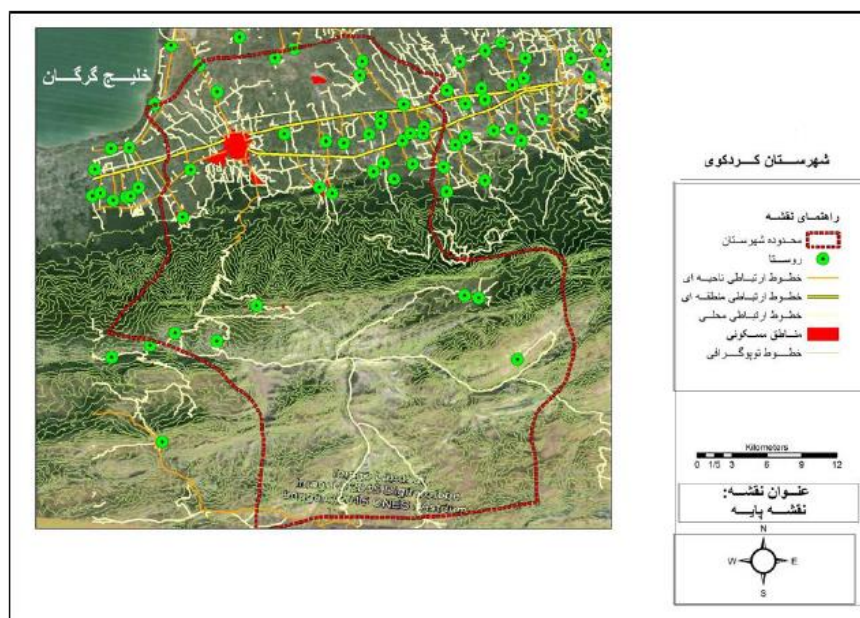 خلیج گرگان
شهرستان کردکوی
راهنمای نقشه
محدوده شهرستان
روستا
خطوط ارتباطی ناحیه ای
خطوط ارتباطی منطقه ای
خطوط ارتباطی محلی
مناطق مسکونی
خطوط توپوگرافی
Kilometers
0 1/5 3 6 9 12
عنوان نقشه:
نقشه پایه
N
W E
S